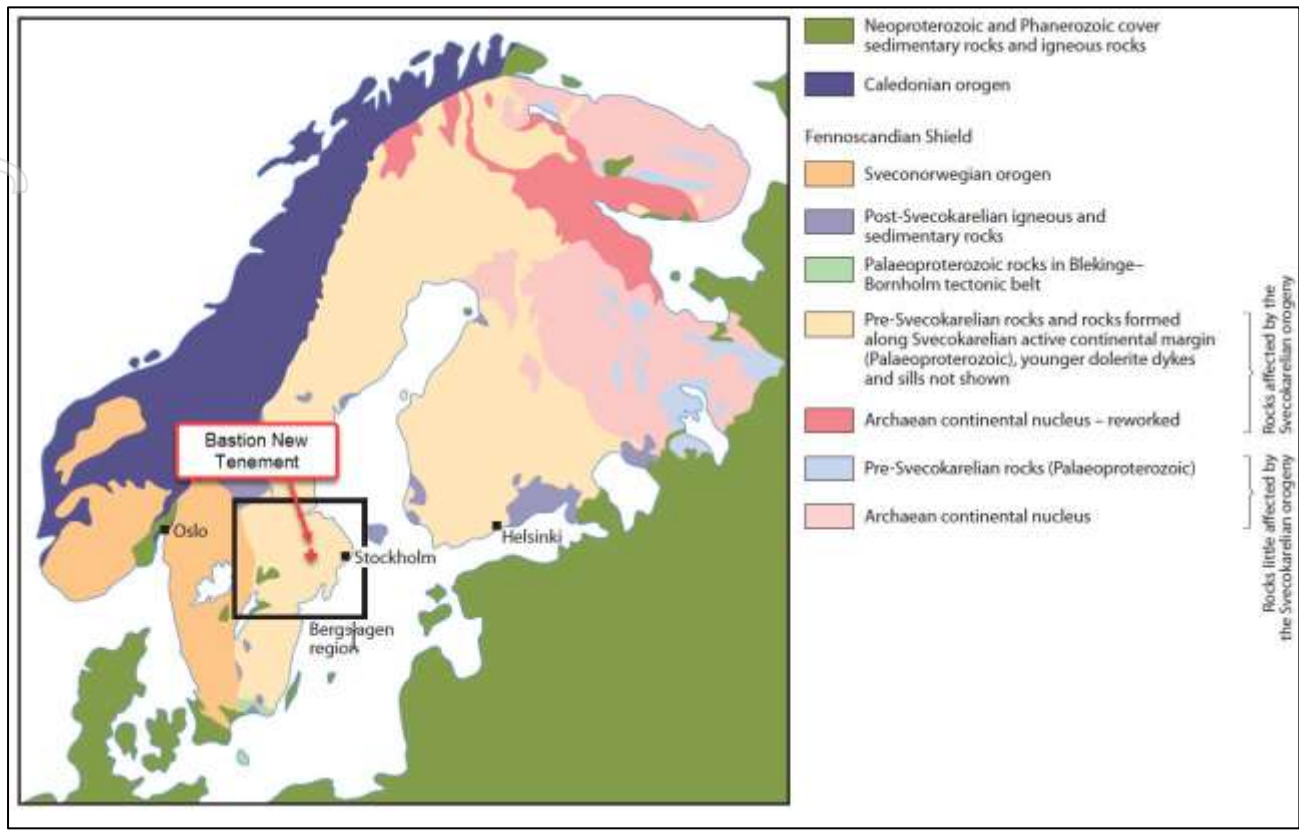 Neoproterozoic and Phanerozoic cover
sedimentary rocks and igneous rocks
Caledonian orogen
Fennoscandian Shield
Sveconorwegian orogen
Post-Svecokarelian igneous and
sedimentary rocks
Palaeoproterozoic rocks in Blekinge–
Bornholm tectonic belt
Pre-Svecokarelian rocks and rocks formed
along Svecokarelian active continental margin
(Palaeoproterozoic), younger dolerite dykes
and sills not shown
Archaean continental nucleus – reworked
Rocks affected by the
Svecokarelian orogeny
Pre-Svecokarelian rocks (Palaeoproterozoic)
Archaean continental nucleus
Rocks little affected by
the Svecokarelian orogeny
Bastion New
Tenement
Oslo
Stockholm
Helsinki
Bergslagen
region